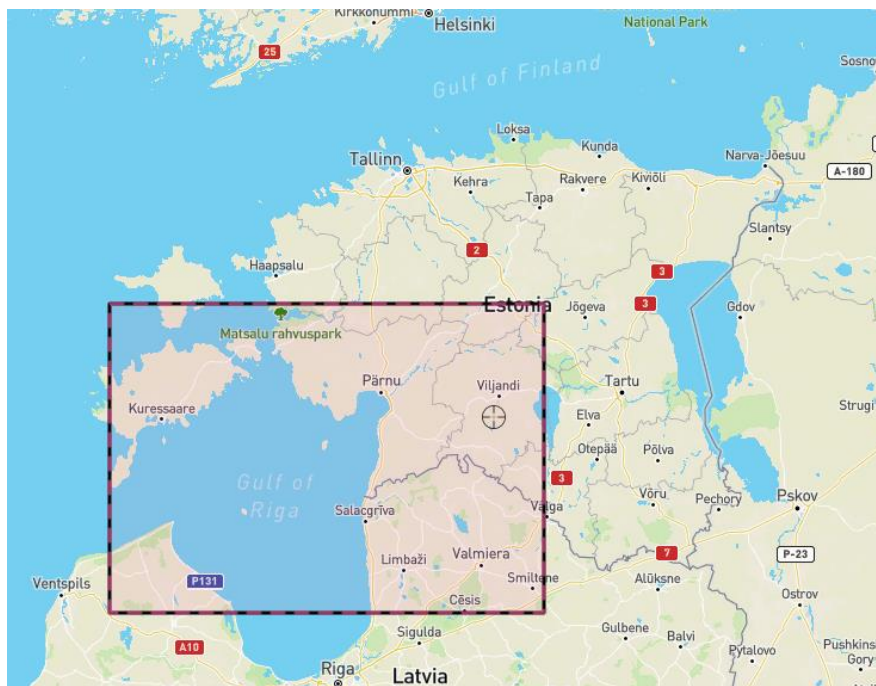 Kirkkonummi
Helsinki
National Park
25
Gulf of Finland
Loksa
Tallinn
Kunda
Narva-Jõesuu
A-180
Kehra
Rakvere
Kiviõli
Tapa
Slantsy
2
Haapsalu
3
Estonia
3
Jõgeva
Gdov
Matsalu rahvuspark
Pärnu
Viljandi
Tartu
Kuressaare
Elva
Strugi
Otepää
Põlva
Gulf of
Riga
3
Võru
Pechory
Pskov
Salacgrīva
Valga
7
P-23
Limbaži
Valmiera
Ventspils
P131
Smiltene
Alūksne
Cēsis
Ostrov
Sigulda
Gulbene
Balvi
A10
Pytalovo
Pushkins
Gory
Riga
Latvia